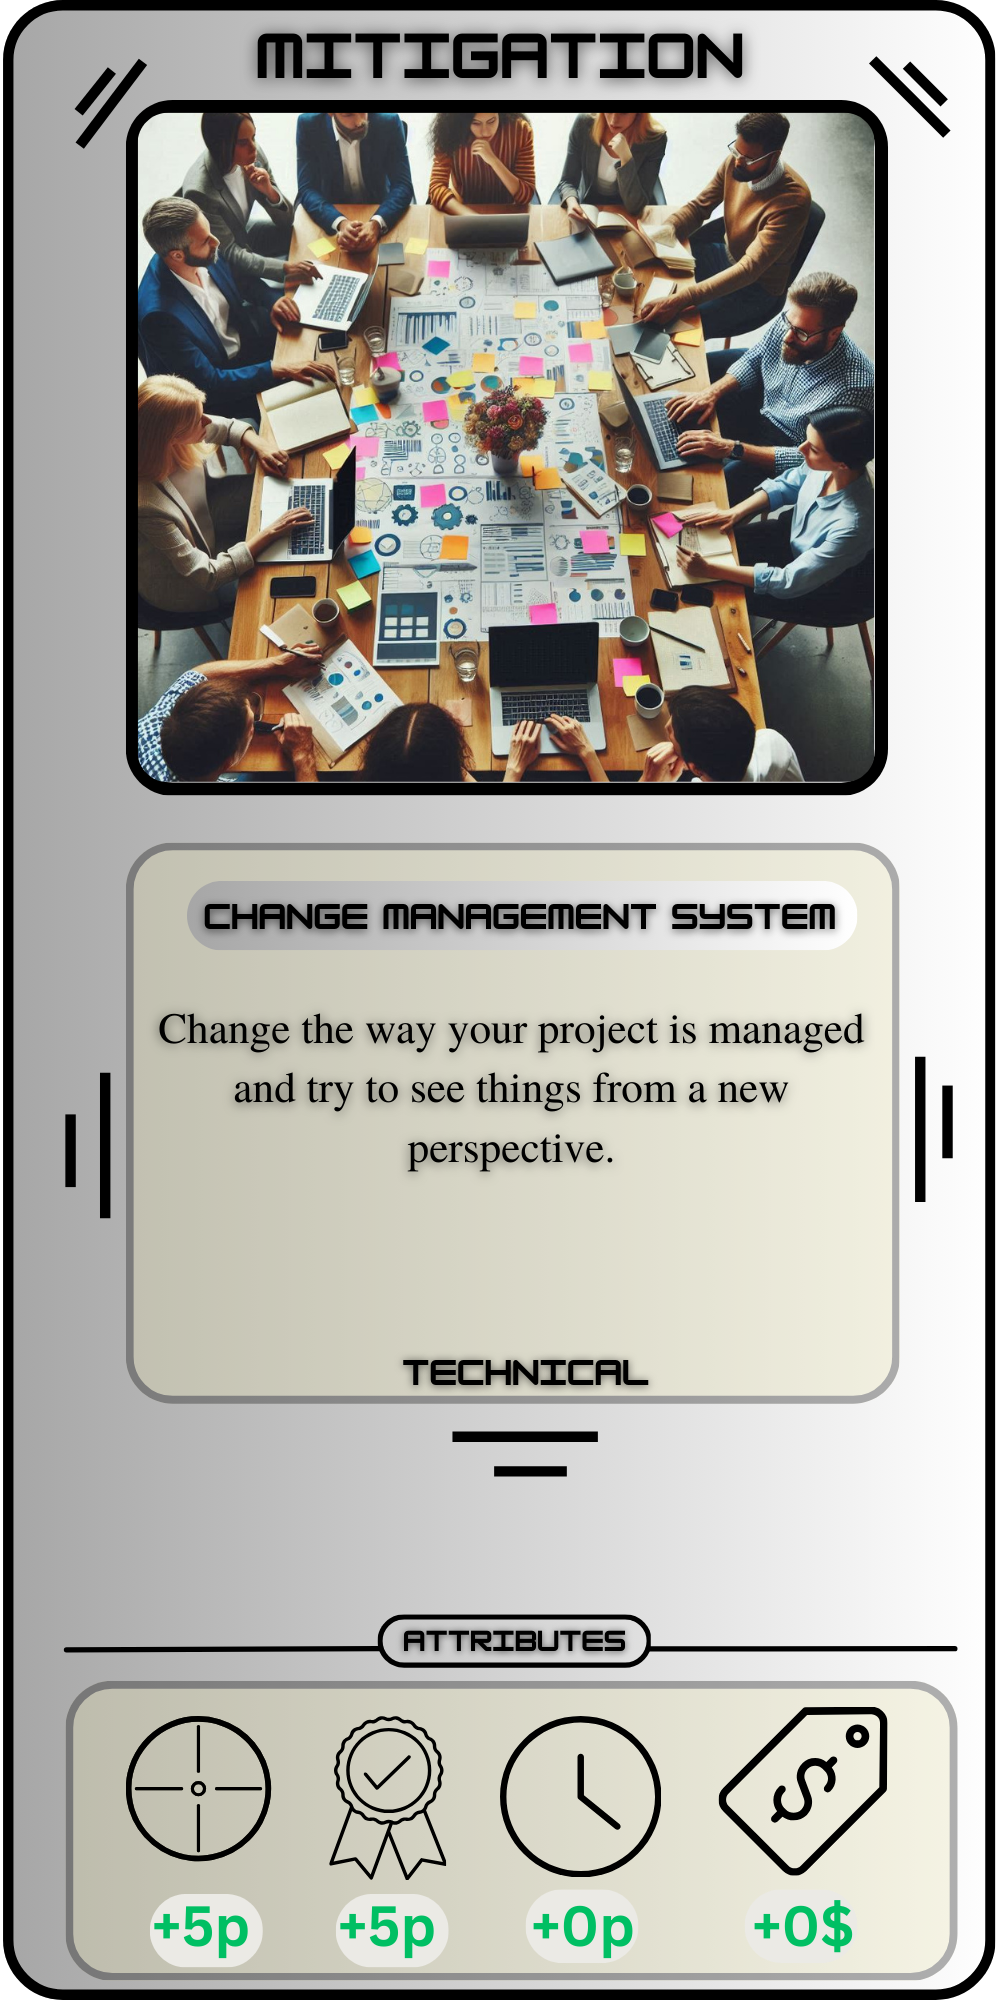 MITIGATION
CHANGE MANAGEMENT SYSTEM
Change the way your project is managed
and try to see things from a new
perspective.
TECHNICAL
ATTRIBUTES
+5p +5p +0p +0$